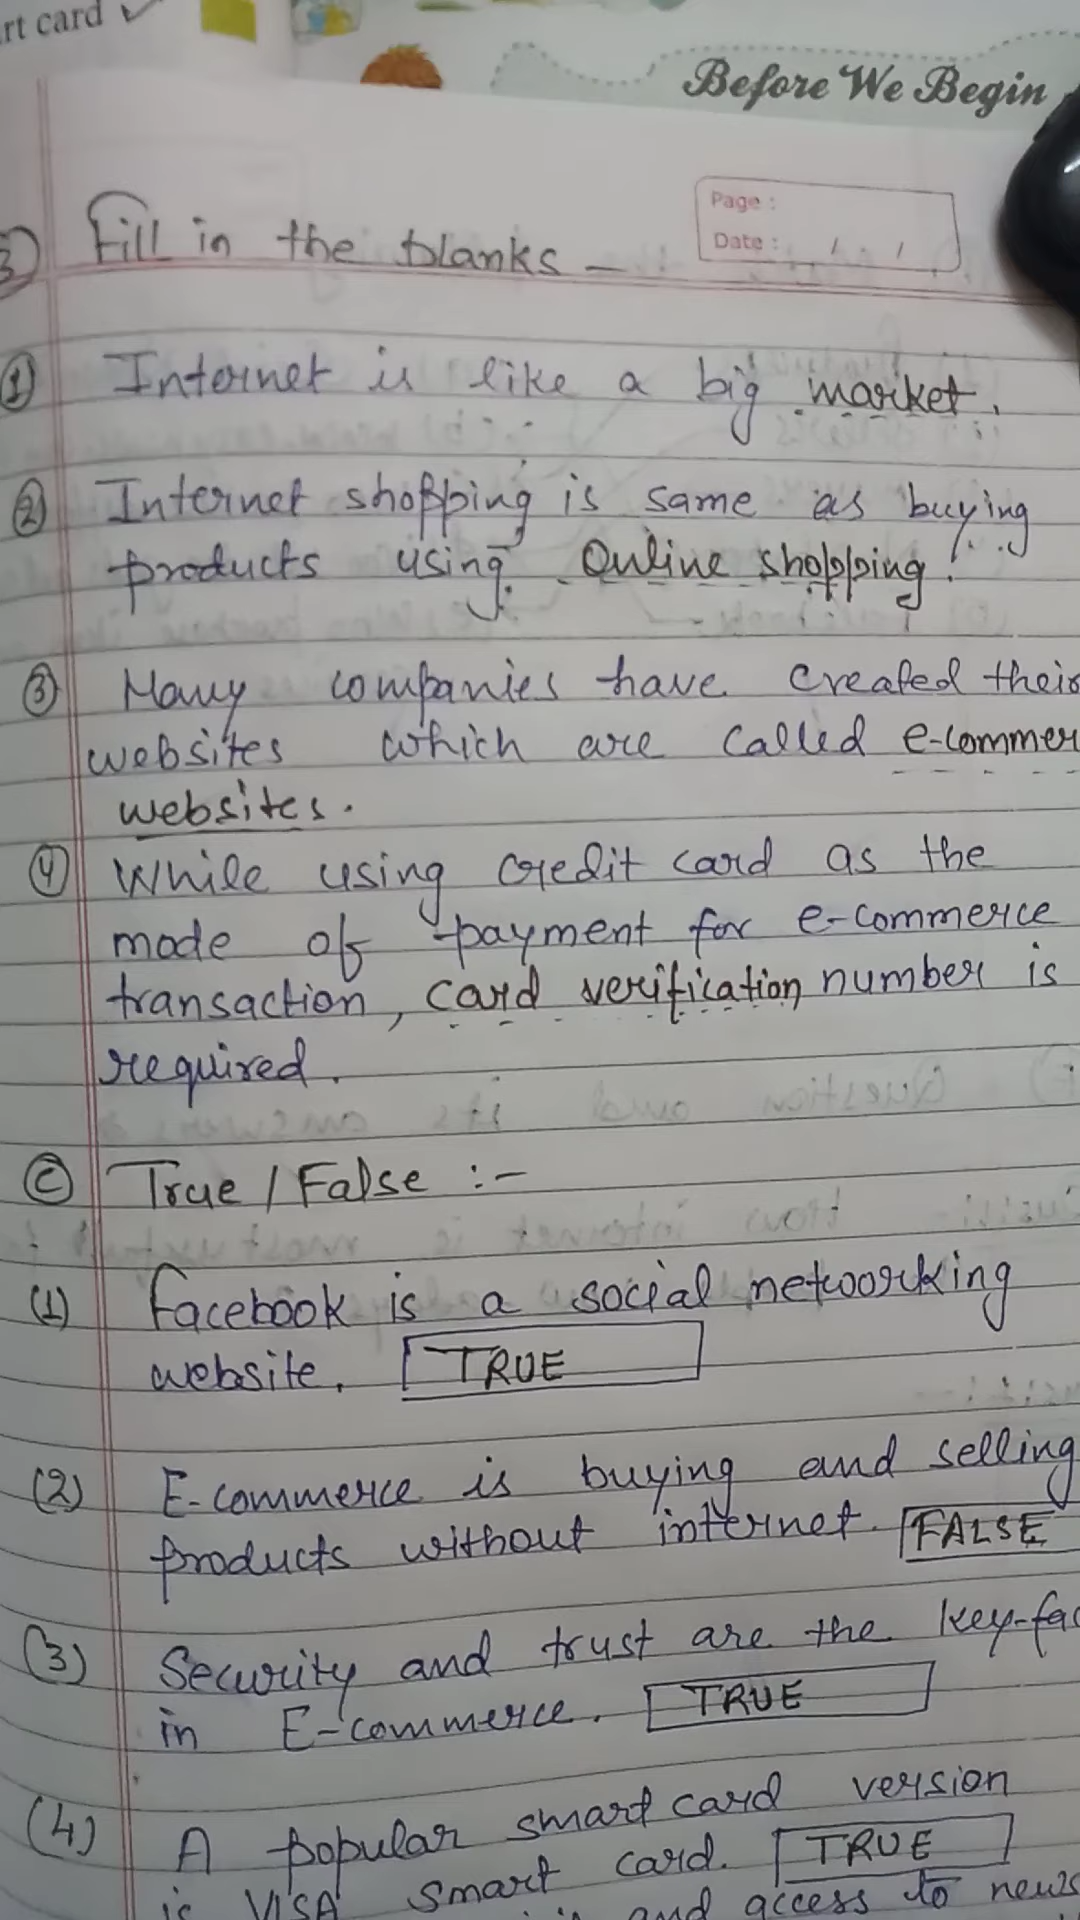 rt card
Before We Begin
Page :
Date : / /
Fill in the blanks –
① Internet is like a big market.
② Internet shopping is same as buying
products using Online shopping.
③ Many companies have created their
websites which are called e-commer
websites.
④ While using credit card as the
mode of payment for e-commerce
transaction, card verification number is
required.
Ⓒ True / False :-
(1) Facebook is a social networking
website. TRUE
(2) E-commerce is buying and selling
products without internet. FALSE
(3) Security and trust are the key-fac
in E-commerce. TRUE
(4) A popular smart card version
is VISA smart card. TRUE
and access to news